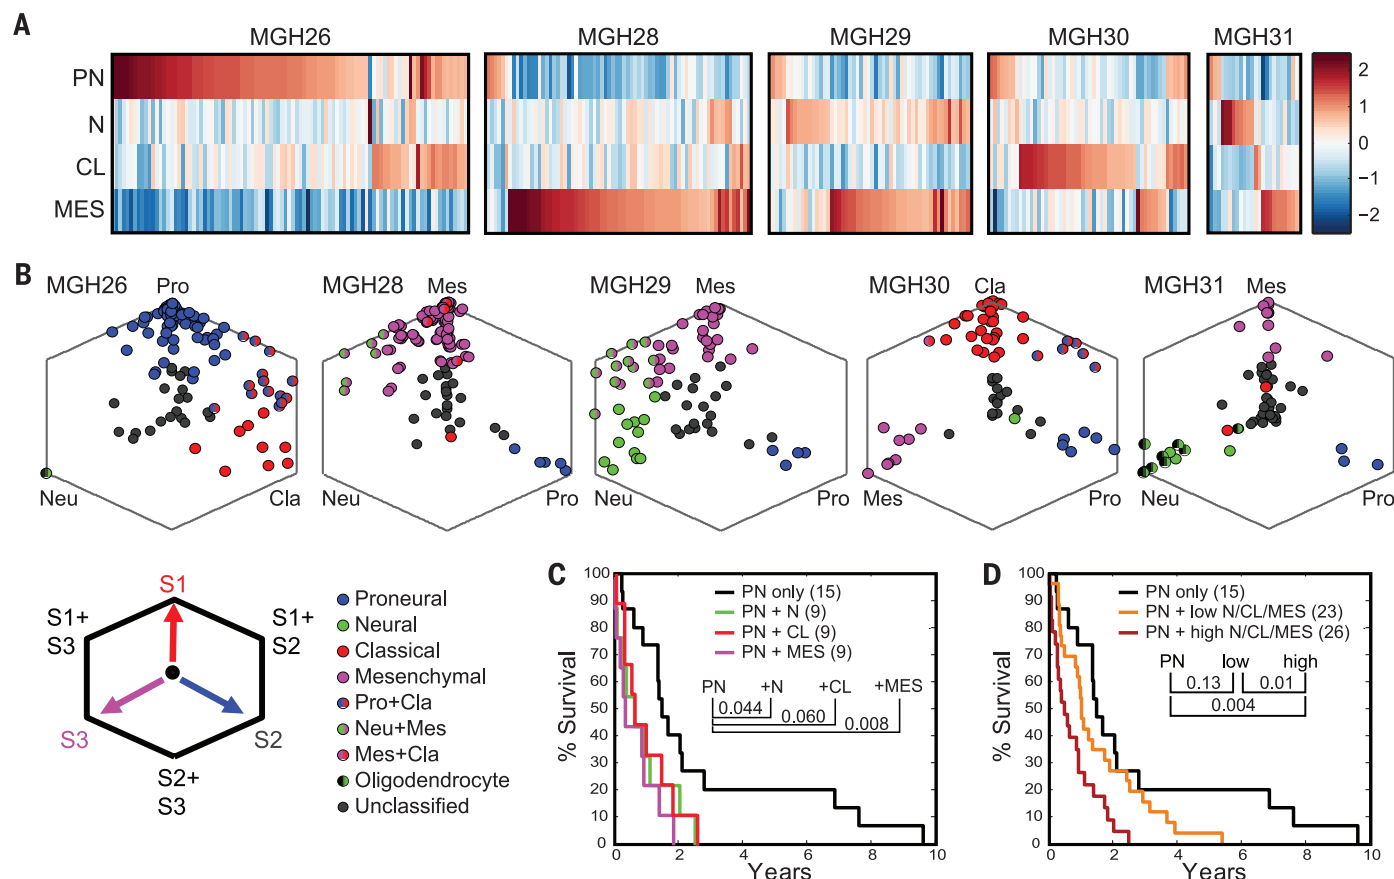 A
MGH26 MGH28 MGH29 MGH30 MGH31
PN
N
CL
MES
2
1
0
−1
−2
B
MGH26 Pro MGH28 Mes MGH29 Mes MGH30 Cla MGH31 Mes
Neu Cla Neu Pro Neu Pro Mes Pro Neu Pro
S1
S1+
S3
S1+
S2
S3
S2
S2+
S3
Proneural
Neural
Classical
Mesenchymal
Pro+Cla
Neu+Mes
Mes+Cla
Oligodendrocyte
Unclassified
C
% Survival
100
90
80
70
60
50
40
30
20
10
0
0 2 4 6 8 10
Years
PN only (15)
PN + N (9)
PN + CL (9)
PN + MES (9)
PN +N +CL +MES
0.044
0.060
0.008
D
% Survival
100
90
80
70
60
50
40
30
20
10
0
0 2 4 6 8 10
Years
PN only (15)
PN + low N/CL/MES (23)
PN + high N/CL/MES (26)
PN low high
0.13 0.01
0.004